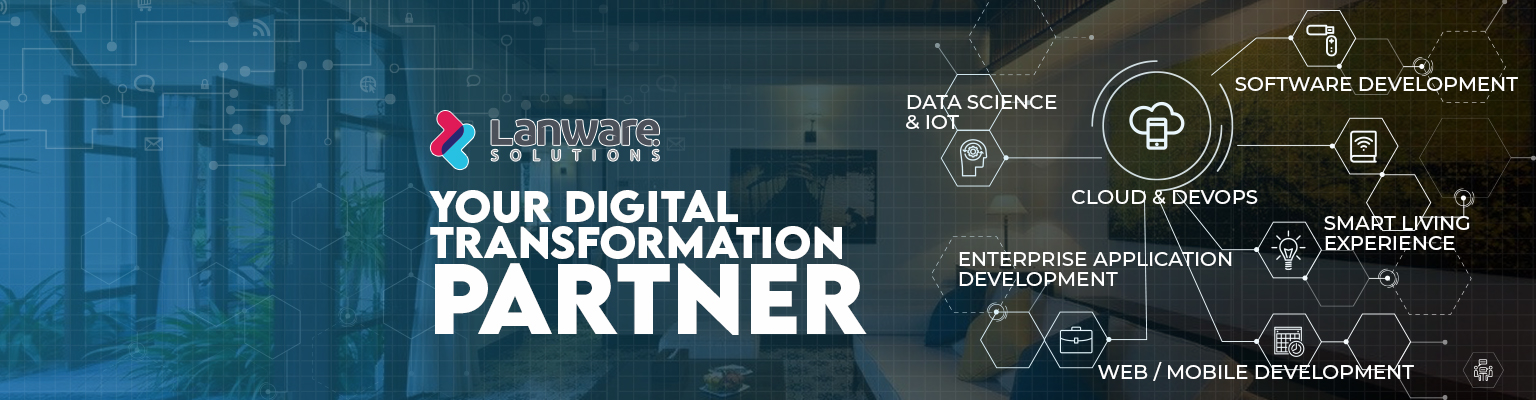 Lanware
SOLUTIONS
YOUR DIGITAL
TRANSFORMATION
PARTNER
DATA SCIENCE
& IOT
SOFTWARE DEVELOPMENT
CLOUD & DEVOPS
SMART LIVING
EXPERIENCE
ENTERPRISE APPLICATION
DEVELOPMENT
WEB / MOBILE DEVELOPMENT